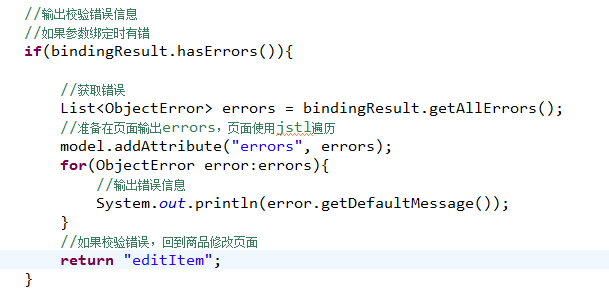 //输出校验错误信息
//如果参数绑定时有错
if(bindingResult.hasErrors()){
//获取错误
List<ObjectError> errors = bindingResult.getAllErrors();
//准备在页面输出errors，页面使用jstl遍历
model.addAttribute("errors", errors);
for(ObjectError error:errors){
//输出错误信息
System.out.println(error.getDefaultMessage());
}
//如果校验错误，回到商品修改页面
return "editItem";
}